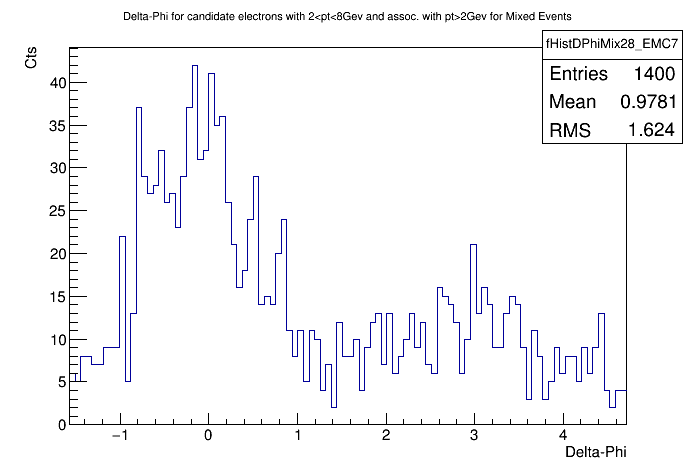 Delta-Phi for candidate electrons with 2<pt<8Gev and assoc. with pt>2Gev for Mixed Events
fHistDPhiMix28_EMC7
Entries 1400
Mean 0.9781
RMS 1.624
Cts
40
35
30
25
20
15
10
5
0
−1 0 1 2 3 4
Delta-Phi